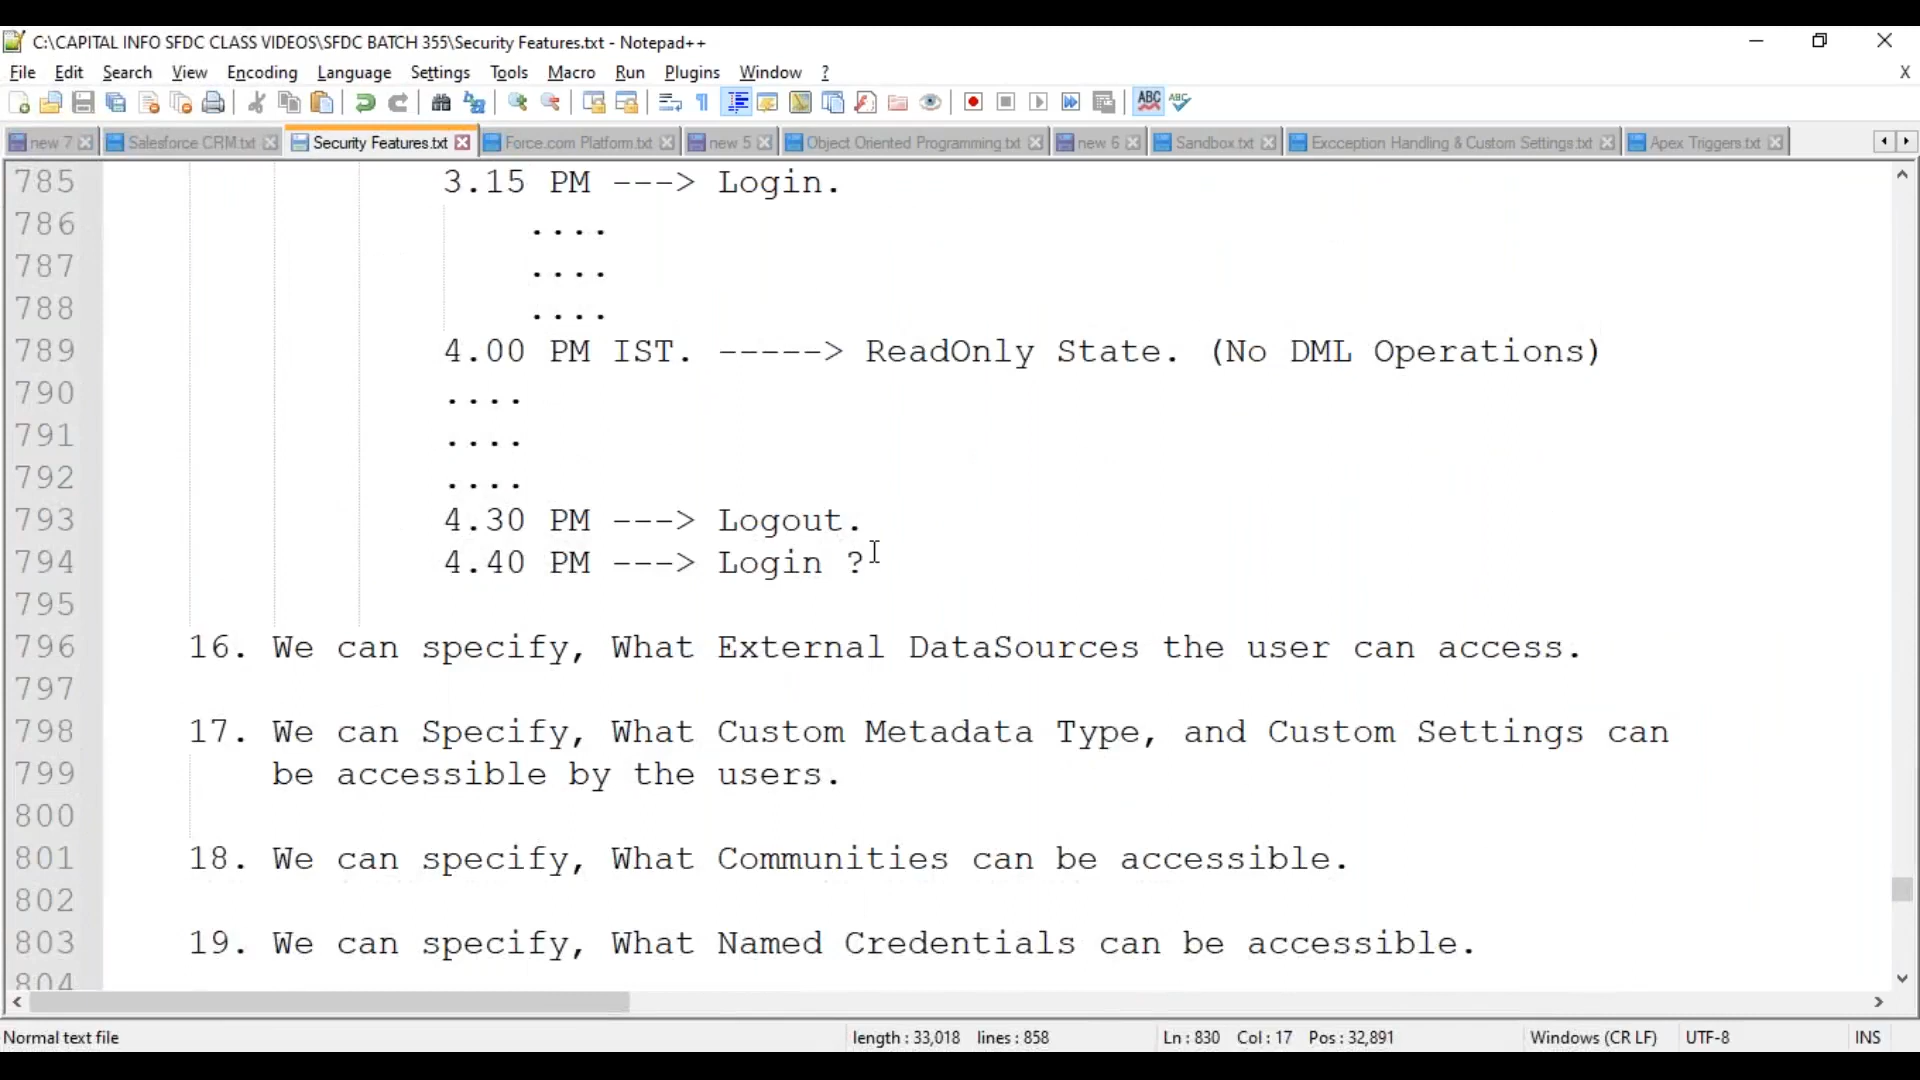 C:\CAPITAL INFO SFDC CLASS VIDEOS\SFDC BATCH 355\Security Features.txt - Notepad++
File Edit Search View Encoding Language Settings Tools Macro Run Plugins Window ? X
new 7 Salesforce CRM.txt Security Features.txt Force.com Platform.txt new 5 Object Oriented Programming.txt new 6 Sandbox.txt Excception Handling & Custom Settings.txt Apex Triggers.txt
785 3.15 PM ---> Login.
786 ....
787 ....
788 ....
789 4.00 PM IST. -----> ReadOnly State. (No DML Operations)
790 ....
791 ....
792 ....
793 4.30 PM ---> Logout.
794 4.40 PM ---> Login ?
795
796 16. We can specify, What External DataSources the user can access.
797
798 17. We can Specify, What Custom Metadata Type, and Custom Settings can
799 be accessible by the users.
800
801 18. We can specify, What Communities can be accessible.
802
803 19. We can specify, What Named Credentials can be accessible.
804
Normal text file length : 33,018 lines : 858 Ln : 830 Col : 17 Pos : 32,891 Windows (CR LF) UTF-8 INS